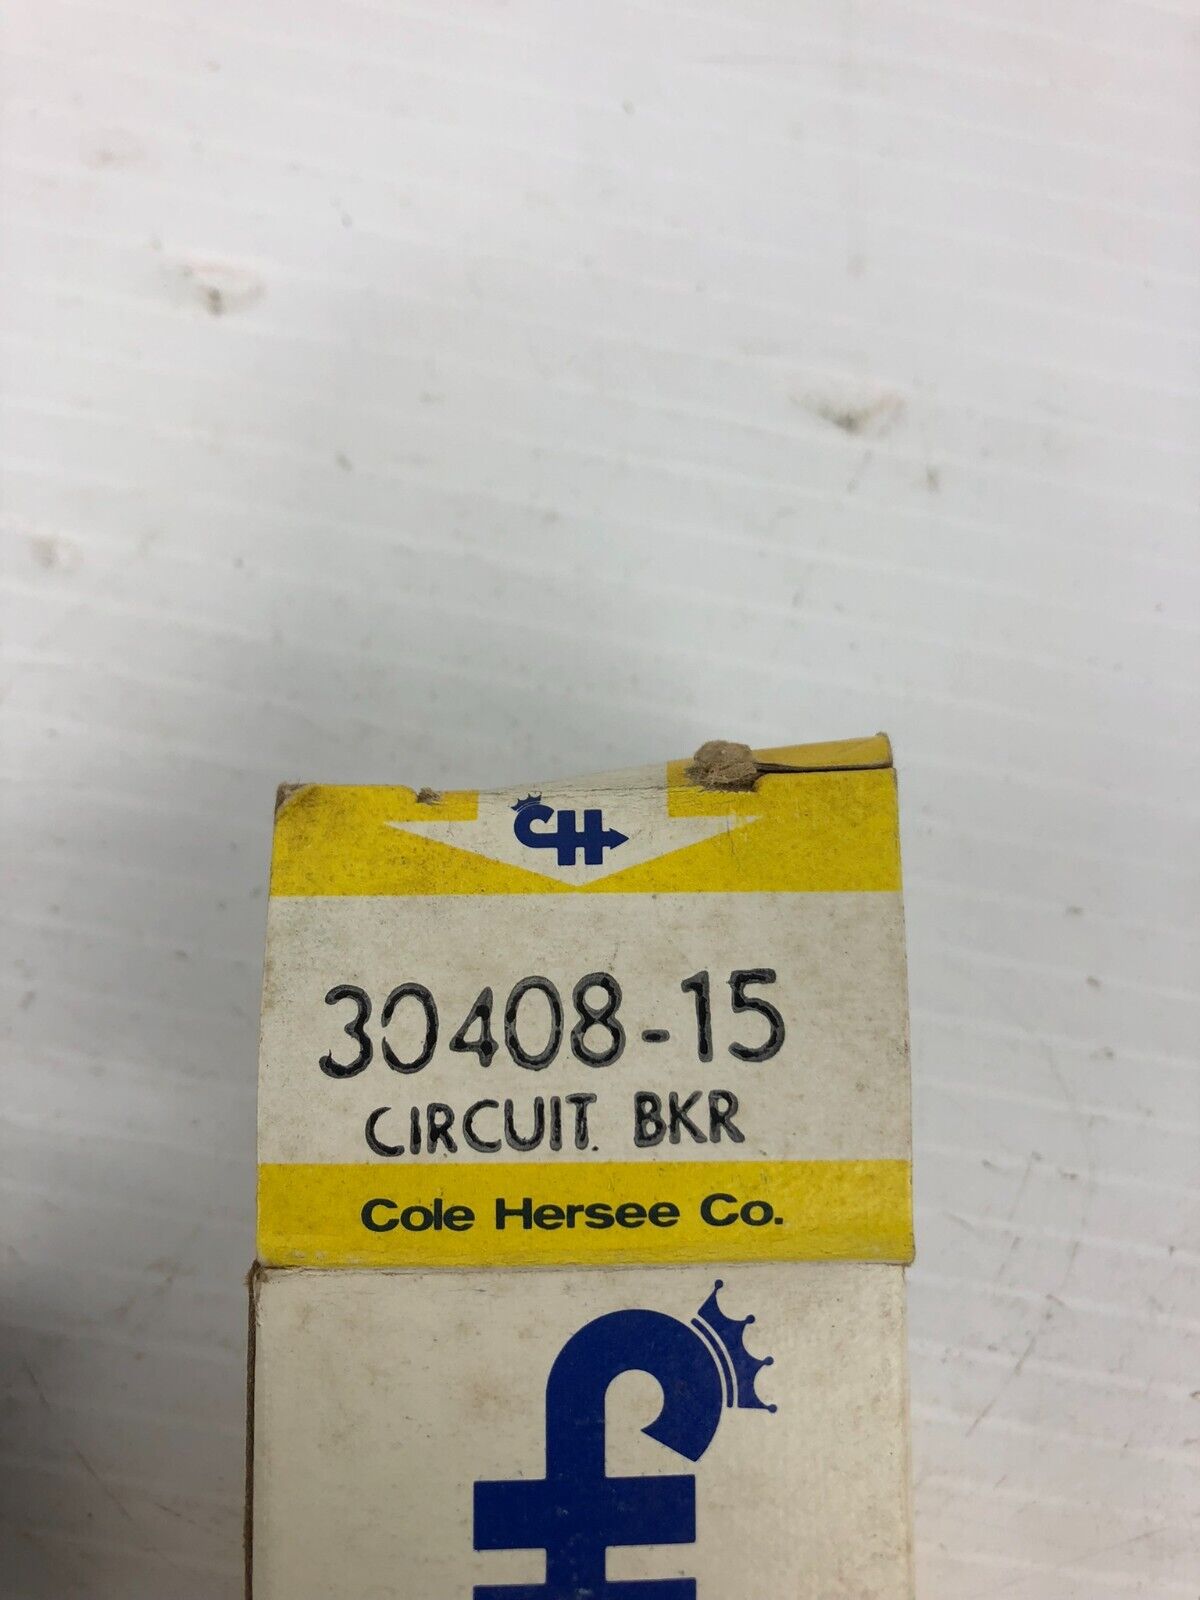 CH
30408-15
CIRCUIT. BKR
Cole Hersee Co.